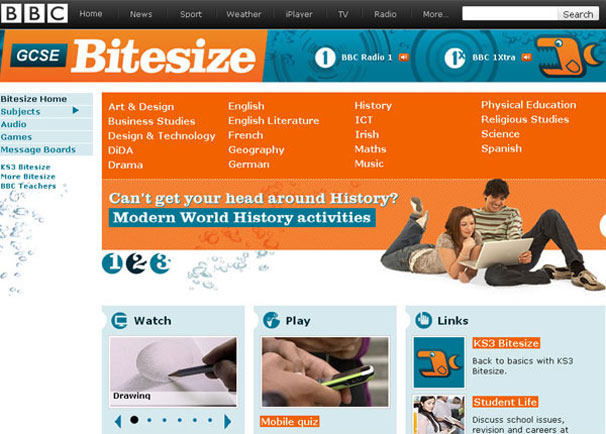 BBC Home News Sport Weather iPlayer TV Radio More... Search
GCSE Bitesize
1 BBC Radio 1
BBC 1Xtra
Bitesize Home
Subjects
Audio
Games
Message Boards
KS3 Bitesize
More Bitesize
BBC Teachers
Art & Design
Business Studies
Design & Technology
DiDA
Drama
English
English Literature
French
Geography
German
History
ICT
Irish
Maths
Music
Physical Education
Religious Studies
Science
Spanish
Can't get your head around History?
Modern World History activities
1 2 3
Watch
Drawing
Play
Mobile quiz
Links
KS3 Bitesize
Back to basics with KS3
Bitesize.
Student Life
Discuss school issues,
revision and careers at